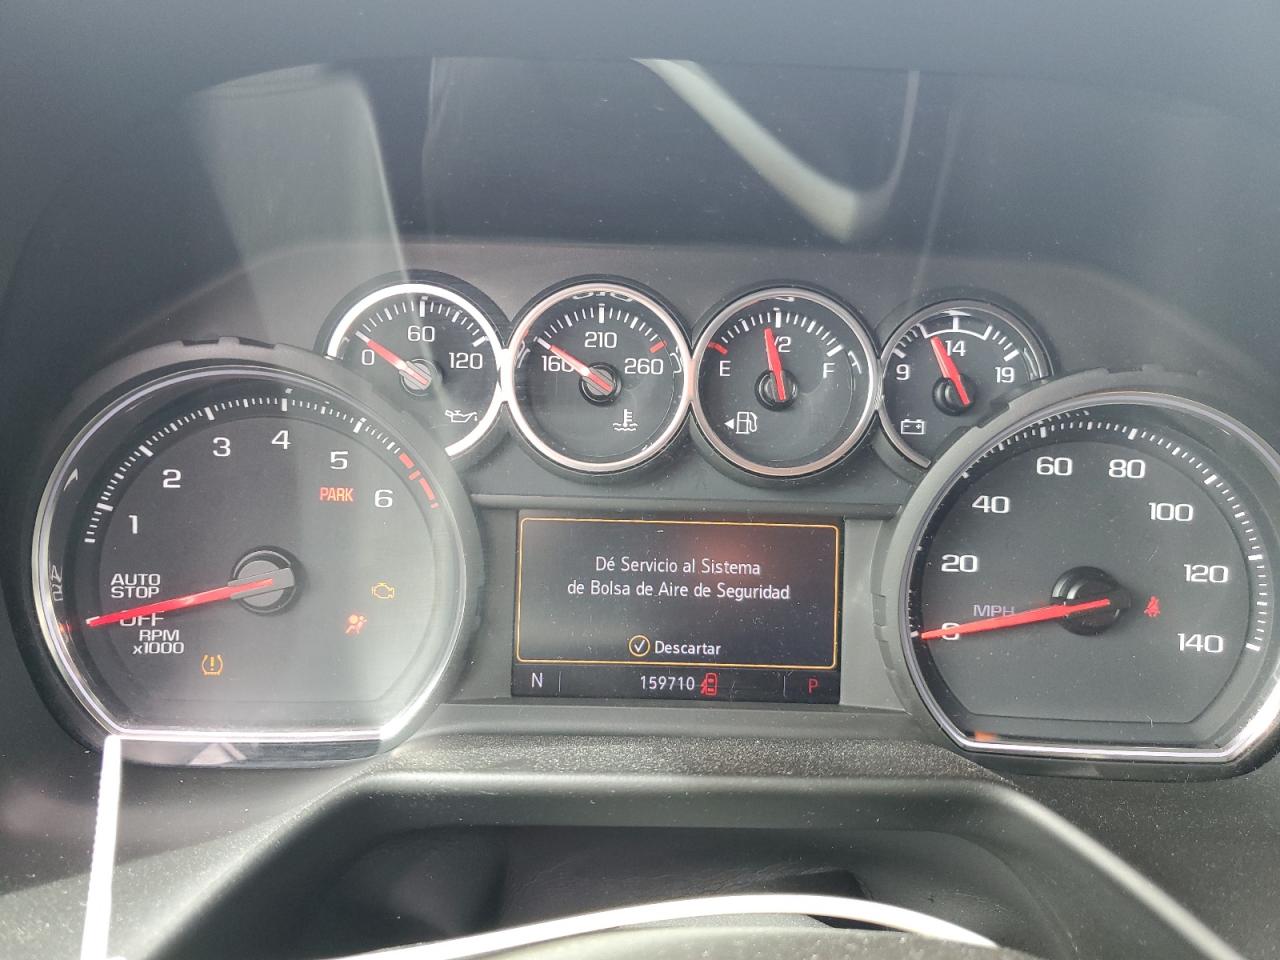 0 60 120
160 210 260
E 1/2 F
9 14 19
AUTO
STOP
OFF
1 2 3 4 5 6
PARK
RPM
x1000
Dé Servicio al Sistema
de Bolsa de Aire de Seguridad
Descartar
N 159710 P
0 20 40 60 80 100 120 140
MPH